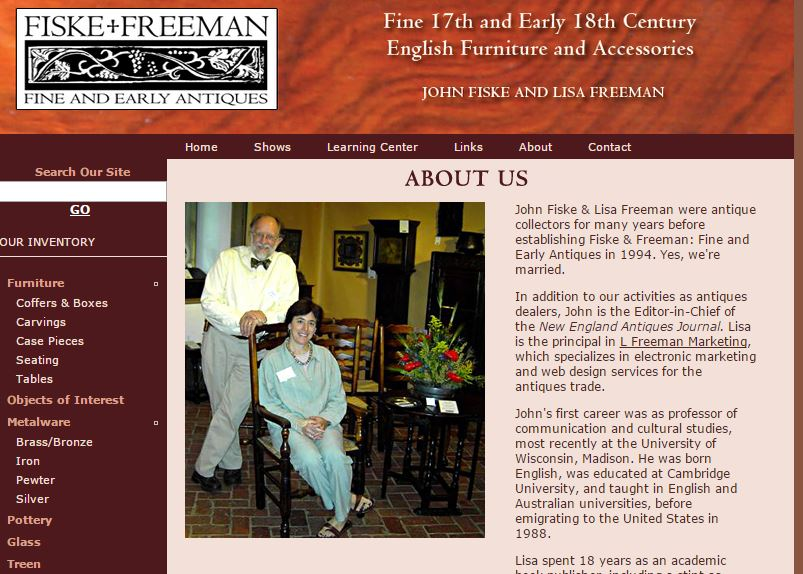 FISKE+FREEMAN
FINE AND EARLY ANTIQUES
Fine 17th and Early 18th Century
English Furniture and Accessories
JOHN FISKE AND LISA FREEMAN
Home Shows Learning Center Links About Contact
Search Our Site
GO
OUR INVENTORY
Furniture
Coffers & Boxes
Carvings
Case Pieces
Seating
Tables
Objects of Interest
Metalware
Brass/Bronze
Iron
Pewter
Silver
Pottery
Glass
Treen
ABOUT US
John Fiske & Lisa Freeman were antique
collectors for many years before
establishing Fiske & Freeman: Fine and
Early Antiques in 1994. Yes, we're
married.
In addition to our activities as antiques
dealers, John is the Editor-in-Chief of
the New England Antiques Journal. Lisa
is the principal in L Freeman Marketing,
which specializes in electronic marketing
and web design services for the
antiques trade.
John's first career was as professor of
communication and cultural studies,
most recently at the University of
Wisconsin, Madison. He was born
English, was educated at Cambridge
University, and taught in English and
Australian universities, before
emigrating to the United States in
1988.
Lisa spent 18 years as an academic
book publisher, including a stint as